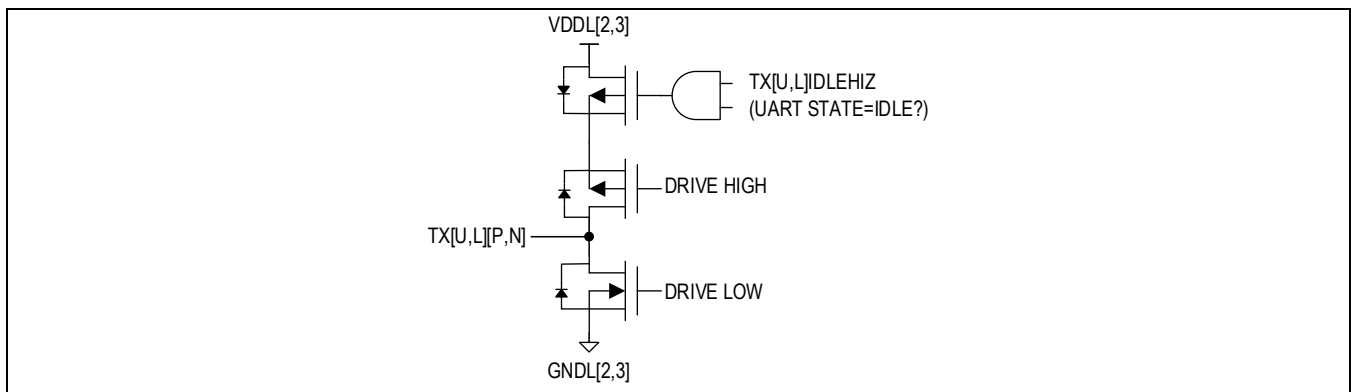 VDDL[2,3]
TX[U,L]IDLEHIZ
(UART STATE=IDLE?)
DRIVE HIGH
TX[U,L][P,N]
DRIVE LOW
GNDL[2,3]